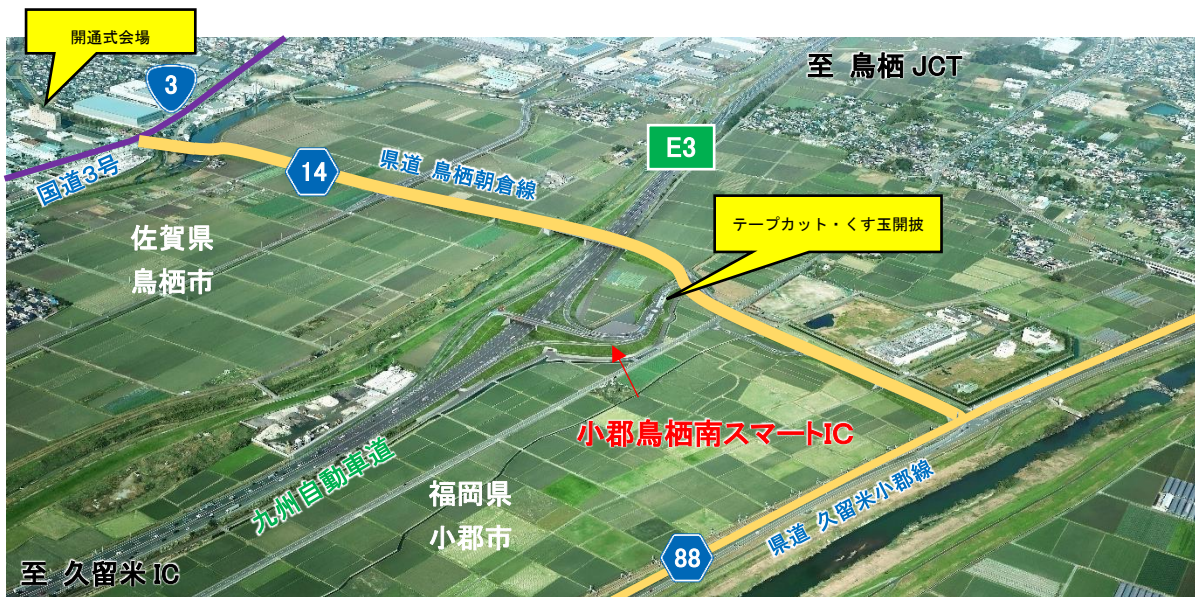 開通式会場
3
至 鳥栖 JCT
E3
国道3号
14
県道 鳥栖朝倉線
テープカット・くす玉開披
佐賀県
鳥栖市
小郡鳥栖南スマートIC
九州自動車道
福岡県
小郡市
県道 久留米小郡線
88
至 久留米 IC